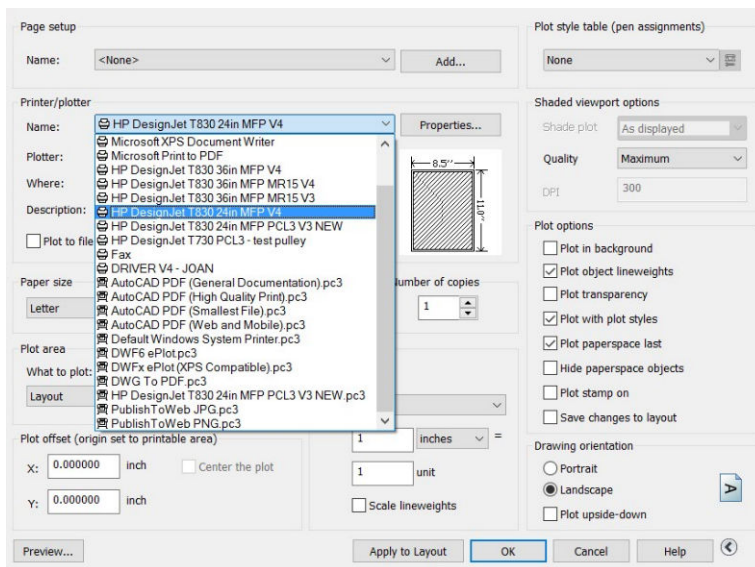 Page setup
Name: <None> Add...
Printer/plotter
Name: HP DesignJet T830 24in MFP V4 Properties...
Plotter:
Where:
Description:
Plot to file
Microsoft XPS Document Writer
Microsoft Print to PDF
HP DesignJet T830 36in MFP V4
HP DesignJet T830 36in MFP MR15 V4
HP DesignJet T830 36in MFP MR15 V3
HP DesignJet T830 24in MFP V4
HP DesignJet T830 24in MFP PCL3 V3 NEW
HP DesignJet T730 PCL3 - test pulley
Fax
DRIVER V4 - JOAN
AutoCAD PDF (General Documentation).pc3
AutoCAD PDF (High Quality Print).pc3
AutoCAD PDF (Smallest File).pc3
AutoCAD PDF (Web and Mobile).pc3
Default Windows System Printer.pc3
DWF6 ePlot.pc3
DWFx ePlot (XPS Compatible).pc3
DWG To PDF.pc3
HP DesignJet T830 24in MFP PCL3 V3 NEW.pc3
PublishToWeb JPG.pc3
PublishToWeb PNG.pc3
8.5''
11.0''
Paper size
Letter
Number of copies
1
Plot area
What to plot:
Layout
Plot offset (origin set to printable area)
X: 0.000000 inch Center the plot
Y: 0.000000 inch
1 inches =
1 unit
Scale lineweights
Plot style table (pen assignments)
None
Shaded viewport options
Shade plot As displayed
Quality Maximum
DPI 300
Plot options
Plot in background
Plot object lineweights
Plot transparency
Plot with plot styles
Plot paperspace last
Hide paperspace objects
Plot stamp on
Save changes to layout
Drawing orientation
Portrait
Landscape
Plot upside-down
A
Preview... Apply to Layout OK Cancel Help